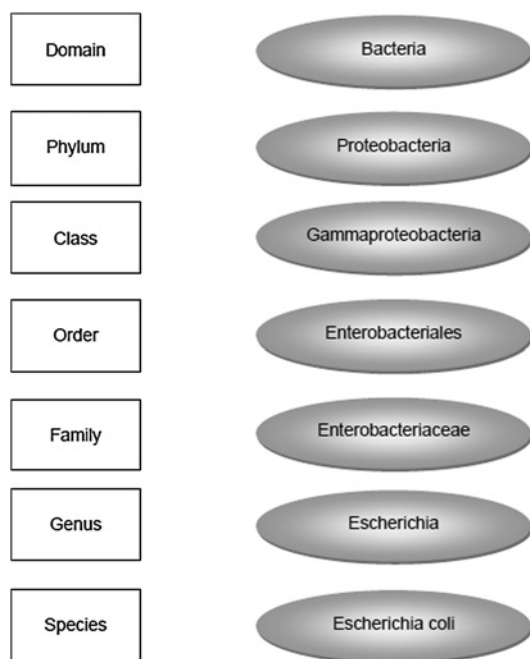 Domain Bacteria
Phylum Proteobacteria
Class Gammaproteobacteria
Order Enterobacteriales
Family Enterobacteriaceae
Genus Escherichia
Species Escherichia coli